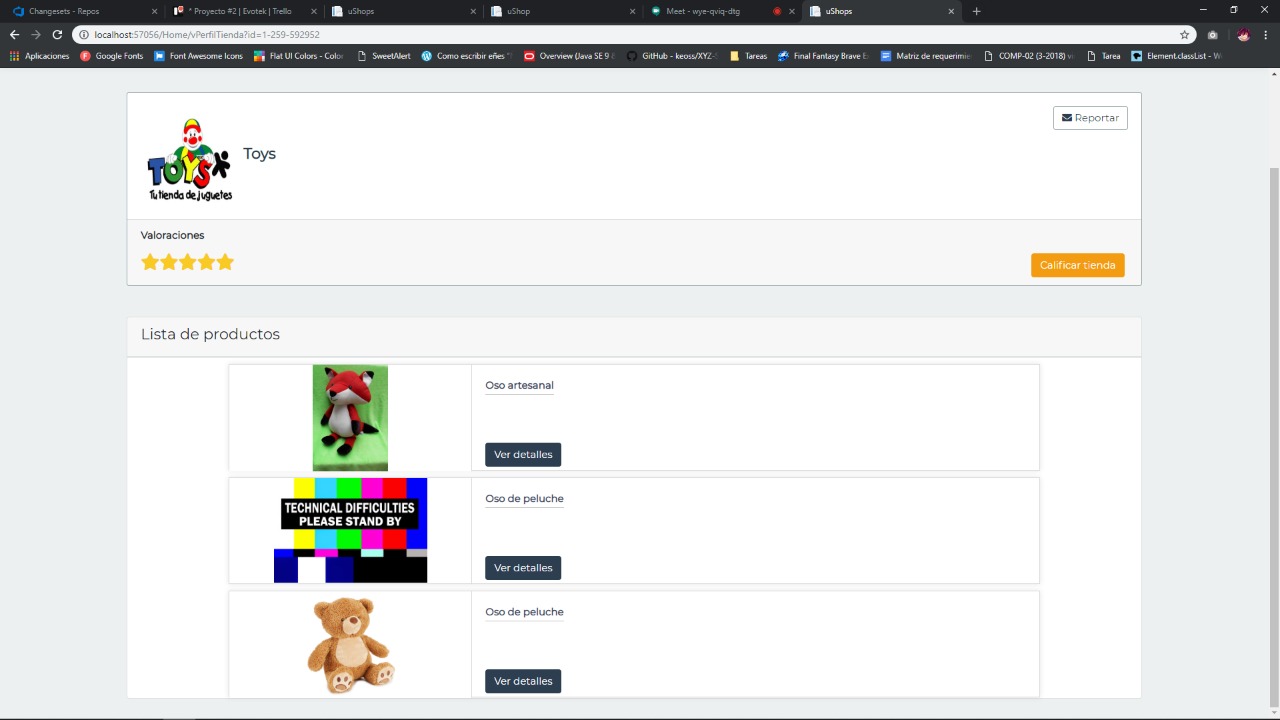 Changesets - Repos
* Proyecto #2 | Evotek | Trello
uShops
uShop
Meet - wye-qviq-dtg
uShops
localhost:57056/Home/vPerfilTienda?id=1-259-592952
Aplicaciones
Google Fonts
Font Awesome Icons
Flat UI Colors - Color
SweetAlert
Como escribir eñes "
Overview (Java SE 9 &
GitHub - keoss/XYZ-
Tareas
Final Fantasy Brave E
Matriz de requerimie
COMP-02 (3-2018) v
Tarea
Element.classList - W
TOYS
Tu tienda de juguetes
Toys
Reportar
Valoraciones
Calificar tienda
Lista de productos
Oso artesanal
Ver detalles
TECHNICAL DIFFICULTIES
PLEASE STAND BY
Oso de peluche
Ver detalles
Oso de peluche
Ver detalles